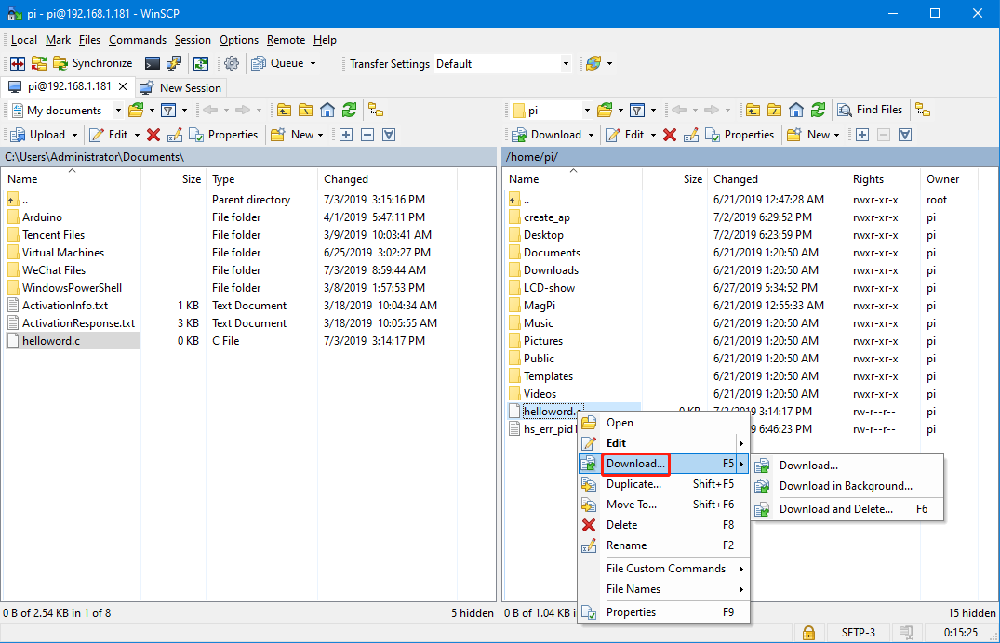 pi - pi@192.168.1.181 - WinSCP
Local Mark Files Commands Session Options Remote Help
Synchronize Queue Transfer Settings Default
pi@192.168.1.181 New Session
My documents
Upload Edit Properties New
C:\Users\Administrator\Documents\
Name Size Type Changed
.. Parent directory 7/3/2019 3:15:16 PM
Arduino File folder 4/1/2019 5:47:11 PM
Tencent Files File folder 3/9/2019 10:03:41 AM
Virtual Machines File folder 6/25/2019 3:02:27 PM
WeChat Files File folder 7/3/2019 8:59:44 AM
WindowsPowerShell File folder 3/8/2019 1:57:53 PM
ActivationInfo.txt 1 KB Text Document 3/18/2019 10:04:34 AM
ActivationResponse.txt 3 KB Text Document 3/18/2019 10:05:55 AM
helloword.c 0 KB C File 7/3/2019 3:14:17 PM
0 B of 2.54 KB in 1 of 8 5 hidden
pi Find Files
Download Edit Properties New
/home/pi/
Name Size Changed Rights Owner
.. 6/21/2019 12:47:28 AM rwxr-xr-x root
create_ap 7/2/2019 6:29:52 PM rwxr-xr-x pi
Desktop 7/2/2019 6:23:59 PM rwxr-xr-x pi
Documents 6/21/2019 1:20:50 AM rwxr-xr-x pi
Downloads 6/21/2019 1:20:50 AM rwxr-xr-x pi
LCD-show 6/27/2019 5:34:52 PM rwxr-xr-x pi
MagPi 6/21/2019 12:55:33 AM rwxr-xr-x pi
Music 6/21/2019 1:20:50 AM rwxr-xr-x pi
Pictures 6/21/2019 1:20:50 AM rwxr-xr-x pi
Public 6/21/2019 1:20:50 AM rwxr-xr-x pi
Templates 6/21/2019 1:20:50 AM rwxr-xr-x pi
Videos 6/21/2019 1:20:50 AM rwxr-xr-x pi
helloword. 3:14:17 PM rw-r--r-- pi
hs_err_pid 6:46:23 PM rw-r--r-- pi
Open
Edit
Download... F5
Duplicate... Shift+F5
Move To... Shift+F6
Delete F8
Rename F2
File Custom Commands
File Names
Properties F9
Download...
Download in Background...
Download and Delete... F6
0 B of 1.04 KB i 15 hidden
SFTP-3 0:15:25